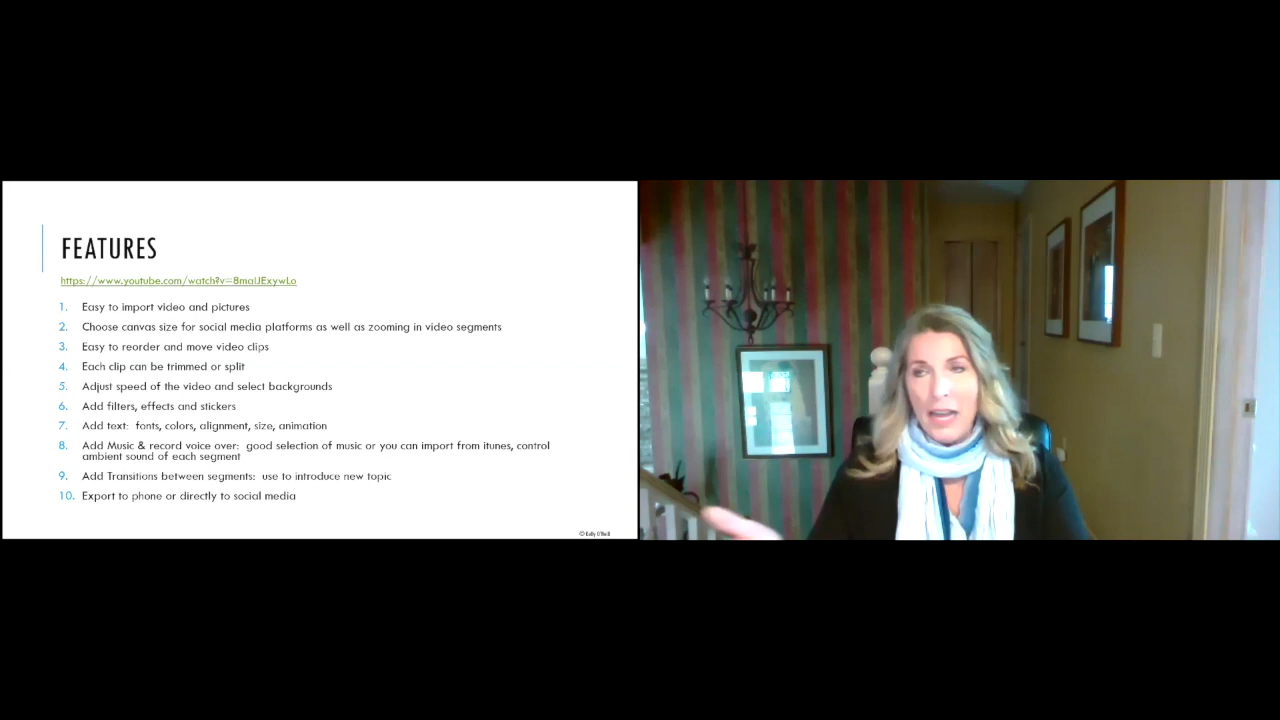 FEATURES
https://www.youtube.com/watch?v=8maIJExywLo
1. Easy to import video and pictures
2. Choose canvas size for social media platforms as well as zooming in video segments
3. Easy to reorder and move video clips
4. Each clip can be trimmed or split
5. Adjust speed of the video and select backgrounds
6. Add filters, effects and stickers
7. Add text:  fonts, colors, alignment, size, animation
8. Add Music & record voice over:  good selection of music or you can import from itunes, control
ambient sound of each segment
9. Add Transitions between segments:  use to introduce new topic
10. Export to phone or directly to social media
© Kelly O'Neil